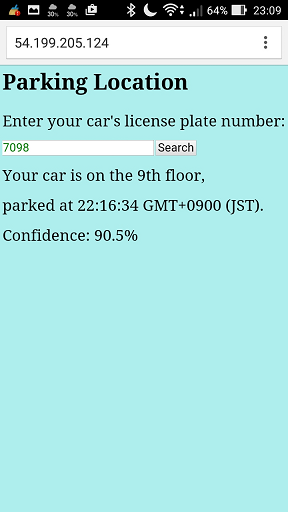 30% 30% 64% 23:09
54.199.205.124
Parking Location
Enter your car's license plate number:
7098 Search
Your car is on the 9th floor,
parked at 22:16:34 GMT+0900 (JST).
Confidence: 90.5%